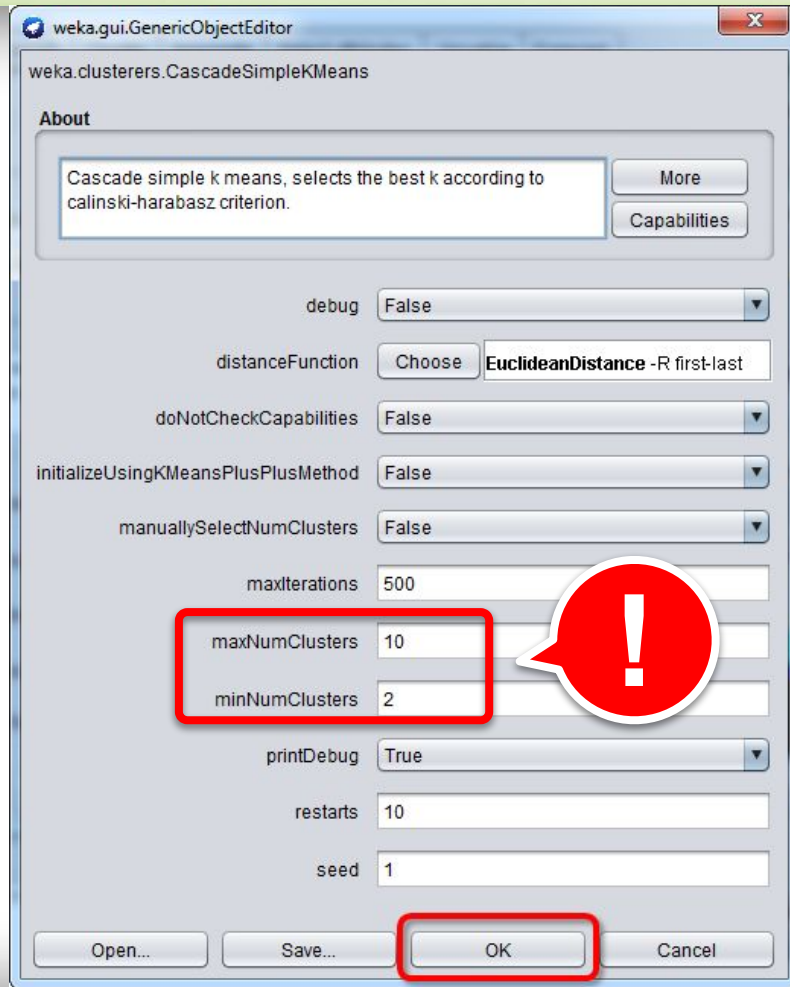 weka.gui.GenericObjectEditor
weka.clusterers.CascadeSimpleKMeans
About
Cascade simple k means, selects the best k according to
calinski-harabasz criterion.
More
Capabilities
debug False
distanceFunction Choose EuclideanDistance -R first-last
doNotCheckCapabilities False
initializeUsingKMeansPlusPlusMethod False
manuallySelectNumClusters False
maxIterations 500
maxNumClusters 10
!
minNumClusters 2
printDebug True
restarts 10
seed 1
Open... Save... OK Cancel